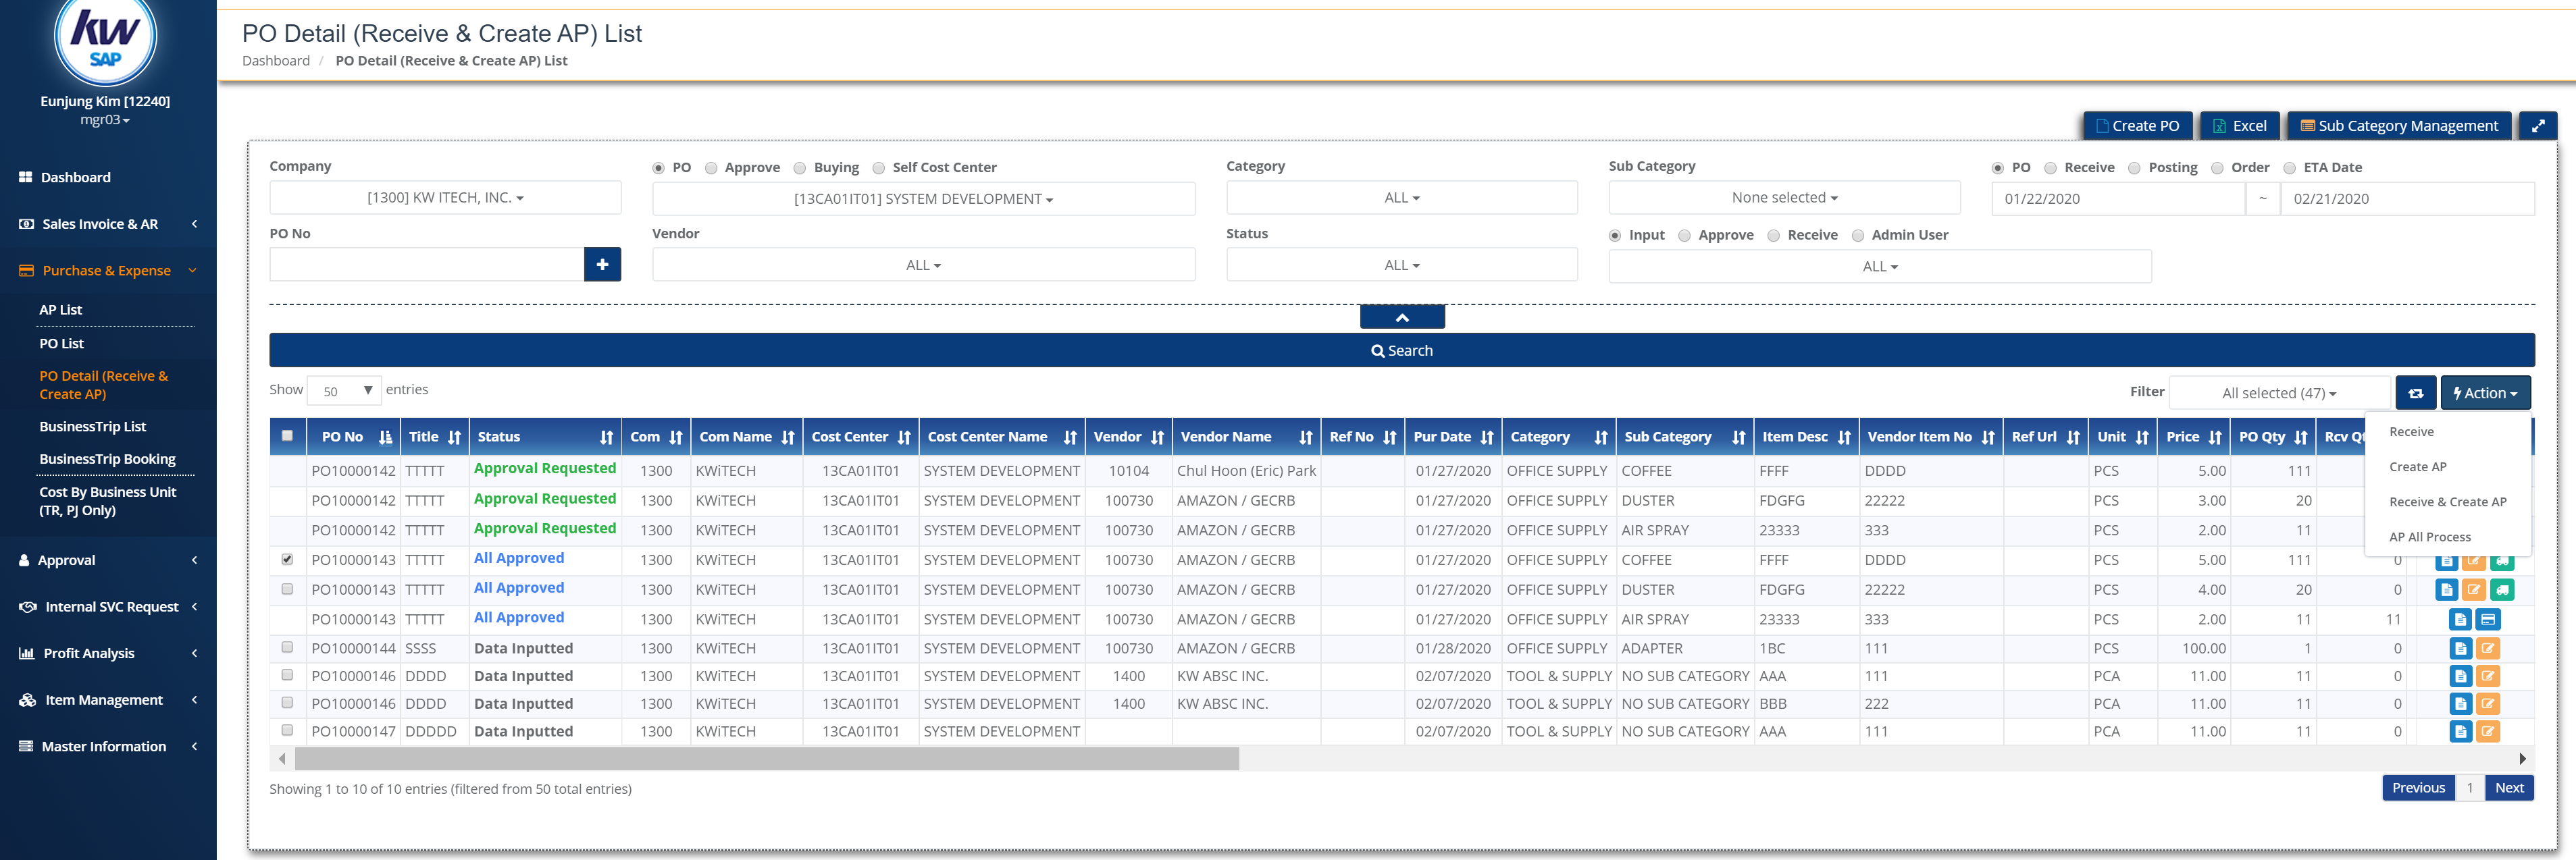 kw
SAP
Eunjung Kim [12240]
mgr03
Dashboard
Sales Invoice & AR
Purchase & Expense
AP List
PO List
PO Detail (Receive &
Create AP)
BusinessTrip List
BusinessTrip Booking
Cost By Business Unit
(TR, PJ Only)
Approval
Internal SVC Request
Profit Analysis
Item Management
Master Information
PO Detail (Receive & Create AP) List
Dashboard / PO Detail (Receive & Create AP) List
Create PO Excel Sub Category Management
Company PO Approve Buying Self Cost Center Category Sub Category PO Receive Posting Order ETA Date
[1300] KW ITECH, INC. [13CA01IT01] SYSTEM DEVELOPMENT ALL None selected 01/22/2020 ~ 02/21/2020
PO No Vendor Status Input Approve Receive Admin User
ALL ALL ALL
Search
Show 50 entries Filter All selected (47) Action
Receive
Create AP
Receive & Create AP
AP All Process
PO No Title Status Com Com Name Cost Center Cost Center Name Vendor Vendor Name Ref No Pur Date Category Sub Category Item Desc Vendor Item No Ref Url Unit Price PO Qty Rcv
PO10000142 TTTTT Approval Requested 1300 KWiTECH 13CA01IT01 SYSTEM DEVELOPMENT 10104 Chul Hoon (Eric) Park 01/27/2020 OFFICE SUPPLY COFFEE FFFF DDDD PCS 5.00 111
PO10000142 TTTTT Approval Requested 1300 KWiTECH 13CA01IT01 SYSTEM DEVELOPMENT 100730 AMAZON / GECRB 01/27/2020 OFFICE SUPPLY DUSTER FDGFG 22222 PCS 3.00 20
PO10000142 TTTTT Approval Requested 1300 KWiTECH 13CA01IT01 SYSTEM DEVELOPMENT 100730 AMAZON / GECRB 01/27/2020 OFFICE SUPPLY AIR SPRAY 23333 333 PCS 2.00 11
PO10000143 TTTTT All Approved 1300 KWiTECH 13CA01IT01 SYSTEM DEVELOPMENT 100730 AMAZON / GECRB 01/27/2020 OFFICE SUPPLY COFFEE FFFF DDDD PCS 5.00 111 0
PO10000143 TTTTT All Approved 1300 KWiTECH 13CA01IT01 SYSTEM DEVELOPMENT 100730 AMAZON / GECRB 01/27/2020 OFFICE SUPPLY DUSTER FDGFG 22222 PCS 4.00 20 0
PO10000143 TTTTT All Approved 1300 KWiTECH 13CA01IT01 SYSTEM DEVELOPMENT 100730 AMAZON / GECRB 01/27/2020 OFFICE SUPPLY AIR SPRAY 23333 333 PCS 2.00 11 11
PO10000144 SSSS Data Inputted 1300 KWiTECH 13CA01IT01 SYSTEM DEVELOPMENT 100730 AMAZON / GECRB 01/28/2020 OFFICE SUPPLY ADAPTER 1BC 111 PCS 100.00 1 0
PO10000146 DDDD Data Inputted 1300 KWiTECH 13CA01IT01 SYSTEM DEVELOPMENT 1400 KW ABSC INC. 02/07/2020 TOOL & SUPPLY NO SUB CATEGORY AAA 111 PCA 11.00 11 0
PO10000146 DDDD Data Inputted 1300 KWiTECH 13CA01IT01 SYSTEM DEVELOPMENT 1400 KW ABSC INC. 02/07/2020 TOOL & SUPPLY NO SUB CATEGORY BBB 222 PCA 11.00 11 0
PO10000147 DDDDD Data Inputted 1300 KWiTECH 13CA01IT01 SYSTEM DEVELOPMENT 02/07/2020 TOOL & SUPPLY NO SUB CATEGORY AAA 111 PCA 11.00 11 0
Showing 1 to 10 of 10 entries (filtered from 50 total entries) Previous 1 Next